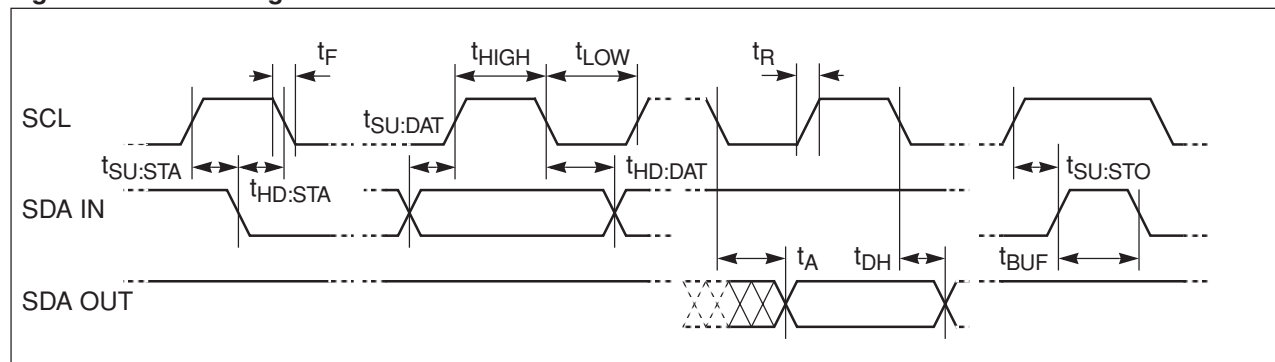 tF
tHIGH
tLOW
tR
SCL
tSU:DAT
tSU:STA
tHD:STA
tHD:DAT
tSU:STO
SDA IN
tA
tDH
tBUF
SDA OUT